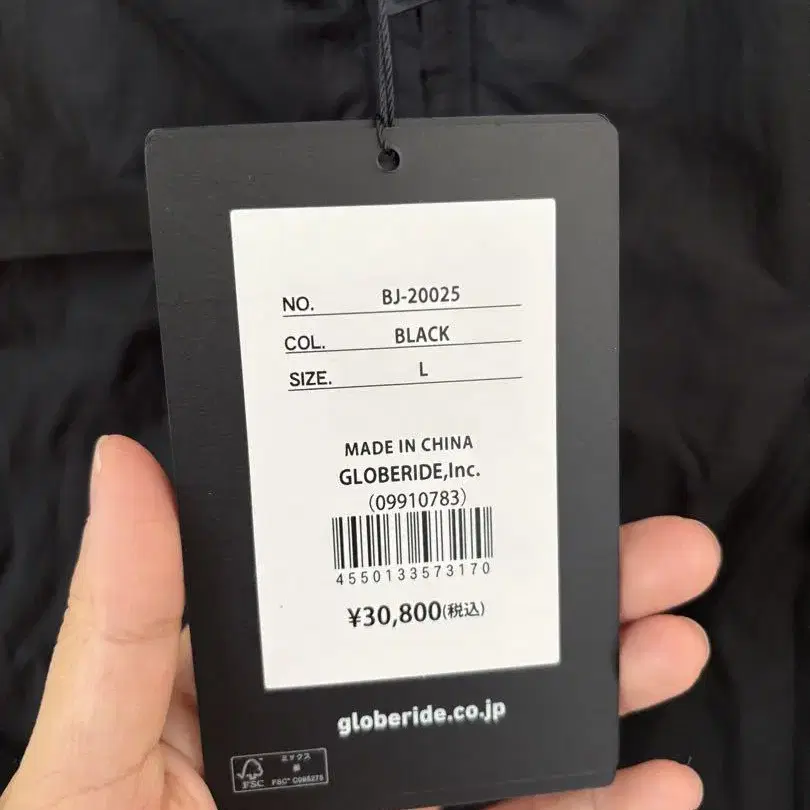 NO. BJ-20025
COL. BLACK
SIZE. L
MADE IN CHINA
GLOBERIDE,Inc.
(09910783)
4550133573170
¥30,800(税込)
globeride.co.jp
ミックス
紙
FSC
FSC®